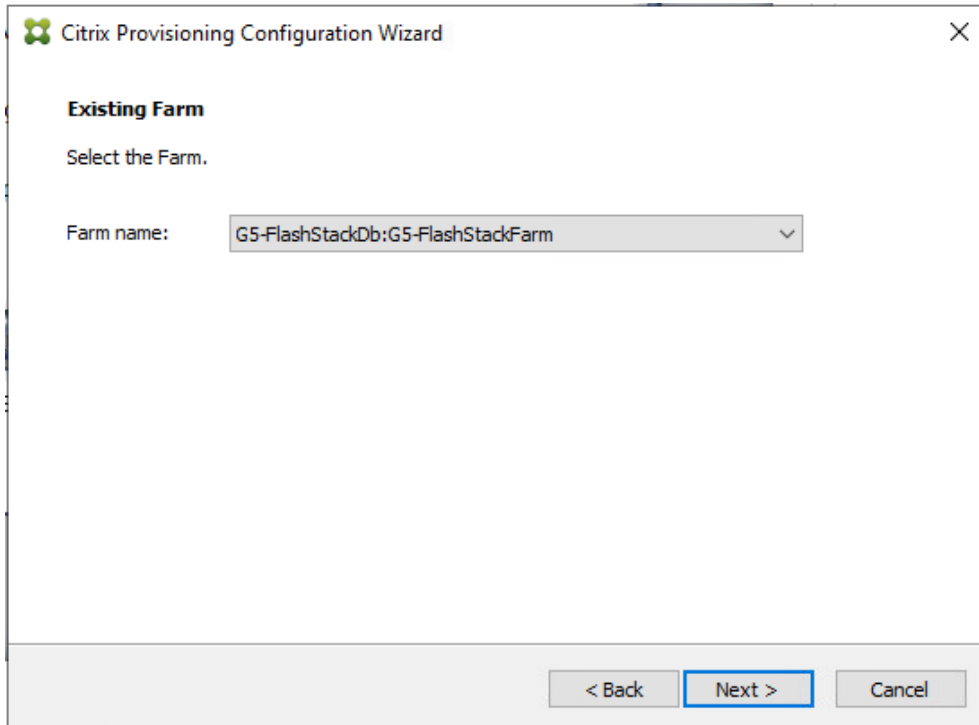 Citrix Provisioning Configuration Wizard
Existing Farm
Select the Farm.
Farm name: G5-FlashStackDb:G5-FlashStackFarm
< Back Next > Cancel